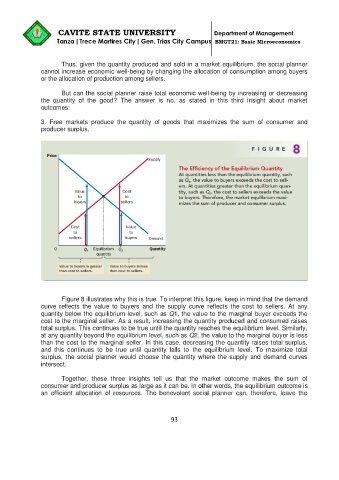 CAVITE STATE UNIVERSITY
Department of Management
Tanza | Trece Martires City | Gen. Trias City Campus
BMGT21: Basic Microeconomics
Thus, given the quantity produced and sold in a market equilibrium, the social planner
cannot increase economic well-being by changing the allocation of consumption among buyers
or the allocation of production among sellers.
But can the social planner raise total economic well-being by increasing or decreasing
the quantity of the good? The answer is no, as stated in this third insight about market
outcomes:
3. Free markets produce the quantity of goods that maximizes the sum of consumer and
producer surplus.
FIGURE 8
The Efficiency of the Equilibrium Quantity
At quantities less than the equilibrium quantity, such
as Q1, the value to buyers exceeds the cost to sell-
ers. At quantities greater than the equilibrium quan-
tity, such as Q2, the cost to sellers exceeds the value
to buyers. Therefore, the market equilibrium maxi-
mizes the sum of producer and consumer surplus.
Price
Supply
Value
to
buyers
Cost
to
sellers
Cost
to
sellers
Value
to
buyers
Demand
0
Q1
Equilibrium
quantity
Q2
Quantity
Value to buyers is greater
than cost to sellers.
Value to buyers is less
than cost to sellers.
Figure 8 illustrates why this is true. To interpret this figure, keep in mind that the demand
curve reflects the value to buyers and the supply curve reflects the cost to sellers. At any
quantity below the equilibrium level, such as Q1, the value to the marginal buyer exceeds the
cost to the marginal seller. As a result, increasing the quantity produced and consumed raises
total surplus. This continues to be true until the quantity reaches the equilibrium level. Similarly,
at any quantity beyond the equilibrium level, such as Q2, the value to the marginal buyer is less
than the cost to the marginal seller. In this case, decreasing the quantity raises total surplus,
and this continues to be true until quantity falls to the equilibrium level. To maximize total
surplus, the social planner would choose the quantity where the supply and demand curves
intersect.
Together, these three insights tell us that the market outcome makes the sum of
consumer and producer surplus as large as it can be. In other words, the equilibrium outcome is
an efficient allocation of resources. The benevolent social planner can, therefore, leave the
93